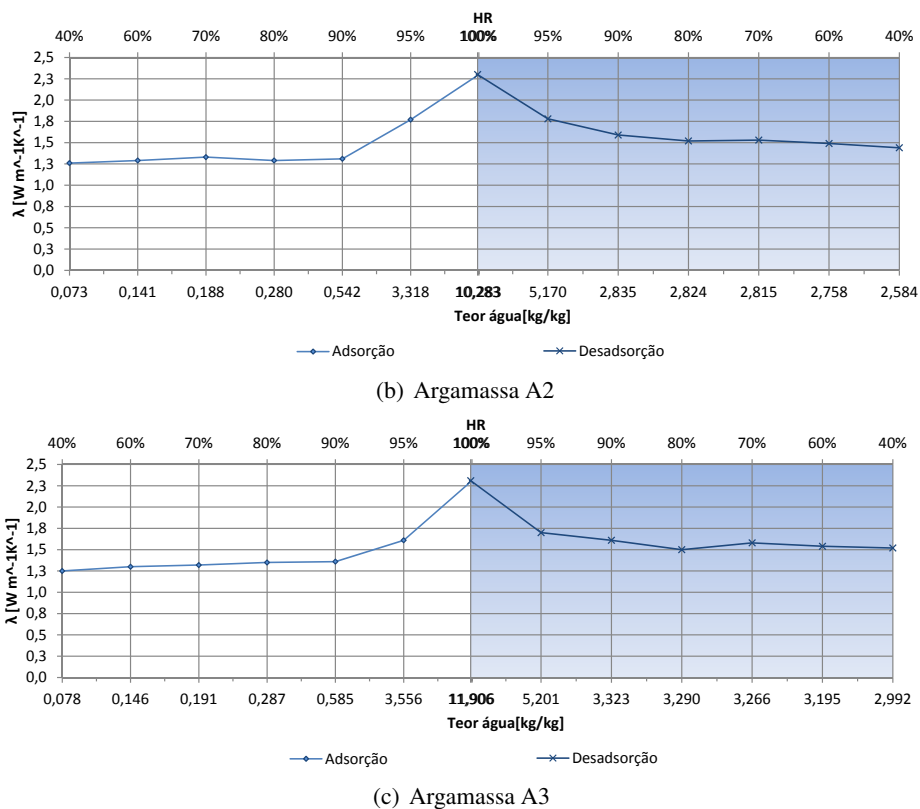 HR
40% 60% 70% 80% 90% 95% 100% 95% 90% 80% 70% 60% 40%
2,5
2,3
2,0
1,8
1,5
1,3
1,0
0,8
0,5
0,3
0,0
λ [W m^-1K^-1]
0,073 0,141 0,188 0,280 0,542 3,318 10,283 5,170 2,835 2,824 2,815 2,758 2,584
Teor água[kg/kg]
Adsorção Desadsorção
(b) Argamassa A2
HR
40% 60% 70% 80% 90% 95% 100% 95% 90% 80% 70% 60% 40%
2,5
2,3
2,0
1,8
1,5
1,3
1,0
0,8
0,5
0,3
0,0
λ [W m^-1K^-1]
0,078 0,146 0,191 0,287 0,585 3,556 11,906 5,201 3,323 3,290 3,266 3,195 2,992
Teor água[kg/kg]
Adsorção Desadsorção
(c) Argamassa A3